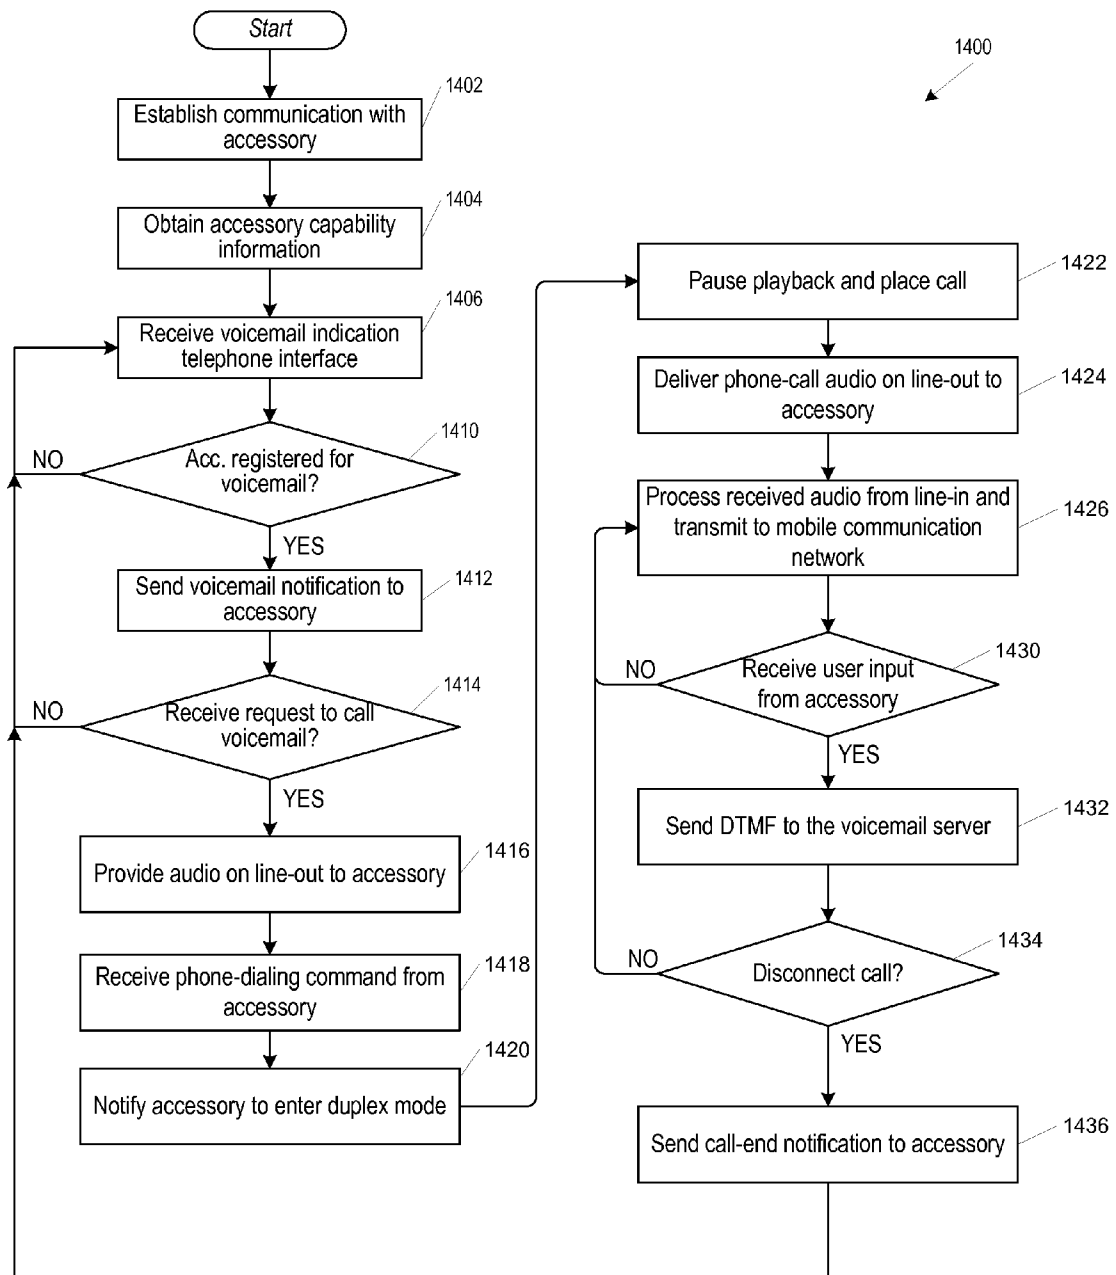 Start
1400
1402
Establish communication with
accessory
1404
Obtain accessory capability
information
1406
Receive voicemail indication
telephone interface
1410
Acc. registered for
voicemail?
NO
YES
1412
Send voicemail notification to
accessory
1414
Receive request to call
voicemail?
NO
YES
1416
Provide audio on line-out to accessory
1418
Receive phone-dialing command from
accessory
1420
Notify accessory to enter duplex mode
1422
Pause playback and place call
1424
Deliver phone-call audio on line-out to
accessory
1426
Process received audio from line-in and
transmit to mobile communication
network
1430
Receive user input
from accessory
NO
YES
1432
Send DTMF to the voicemail server
1434
Disconnect call?
NO
YES
1436
Send call-end notification to accessory